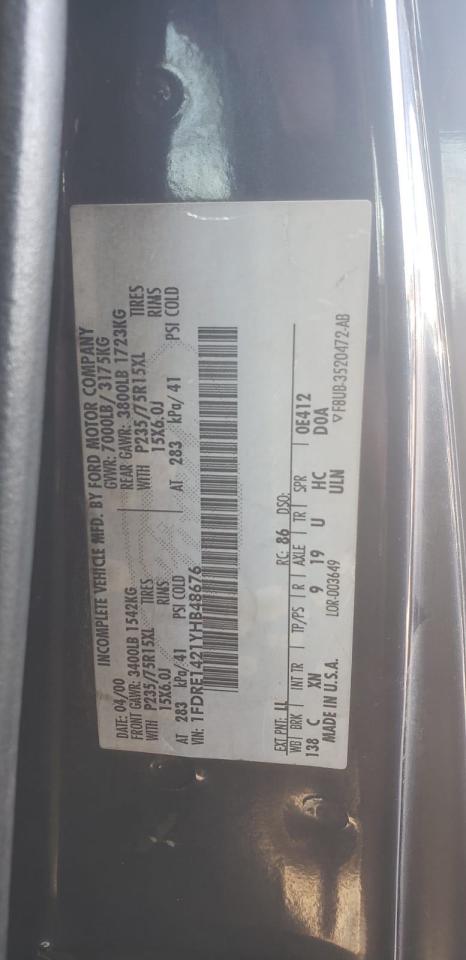 INCOMPLETE VEHICLE MFD. BY FORD MOTOR COMPANY
DATE: 04/00 GVWR: 7000LB/ 3175KG
FRONT GAWR: 3400LB 1542KG REAR GAWR: 3800LB 1723KG
WITH P235/75R15XL TIRES WITH P235/75R15XL TIRES
15X6.0J RIMS 15X6.0J RIMS
AT 283 kPa/41 PSI COLD AT 283 kPa/41 PSI COLD
VIN: 1FDRE1421YHB48676
EXT PNT: LL RC: 86 DSO:
WB BRK INT TR TP/PS R AXLE TR SPR 0E412
138 C XN 9 19 U HC DOA
MADE IN U.S.A. LOR-003649 ULN
▽F8UB-3520472-AB